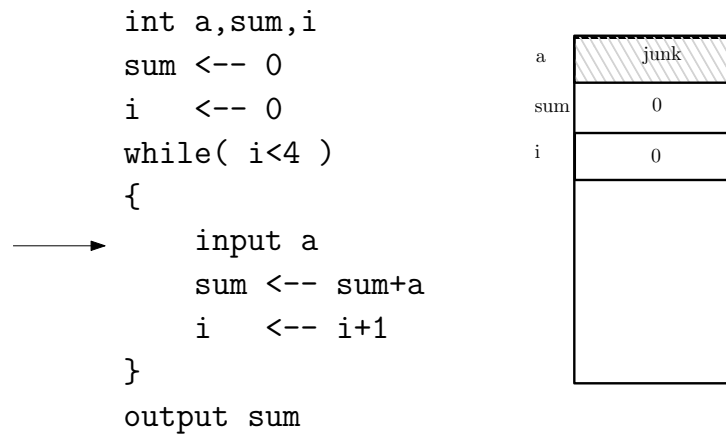 int a,sum,i
sum <-- 0
i <-- 0
while( i<4 )
{
input a
sum <-- sum+a
i <-- i+1
}
output sum
a junk
sum 0
i 0